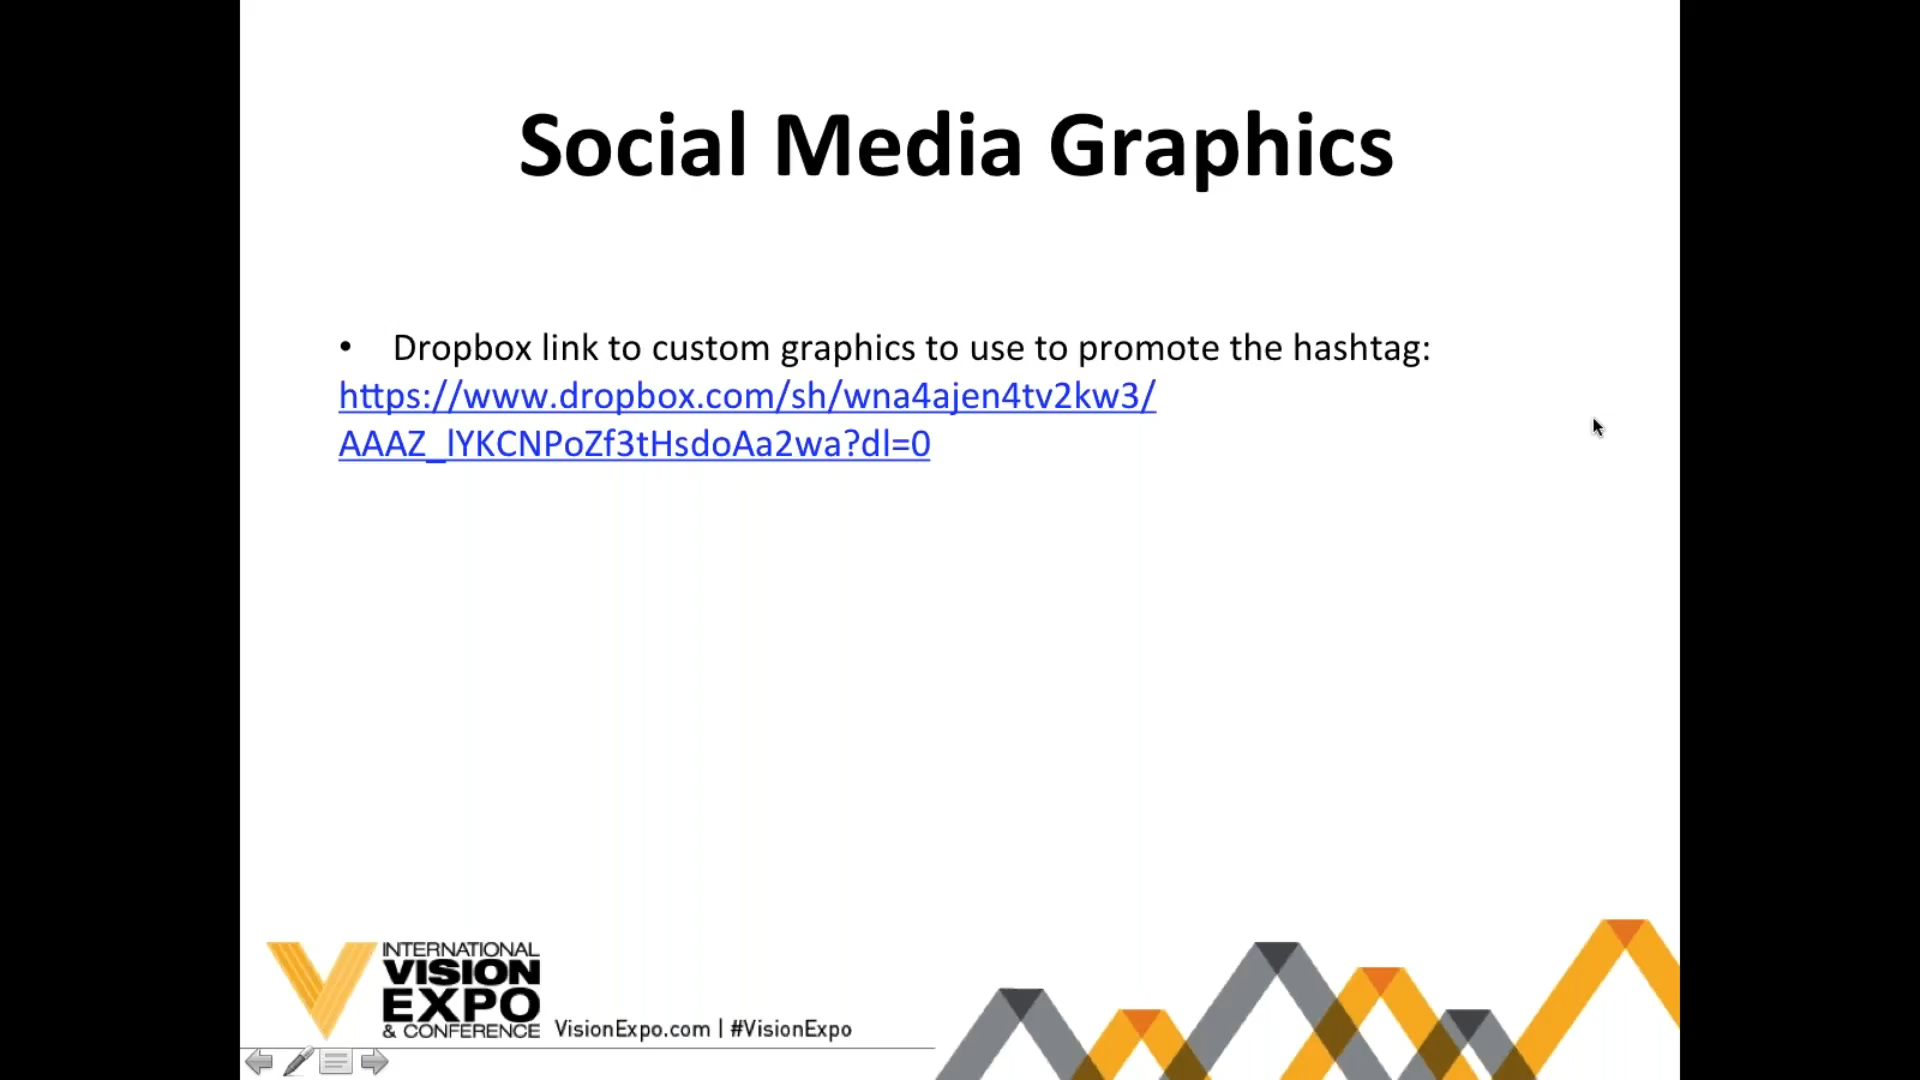 Social Media Graphics
• Dropbox link to custom graphics to use to promote the hashtag:
https://www.dropbox.com/sh/wna4ajen4tv2kw3/
AAAZ_lYKCNPoZf3tHsdoAa2wa?dl=0
INTERNATIONAL
VISION
EXPO
& CONFERENCE
VisionExpo.com | #VisionExpo